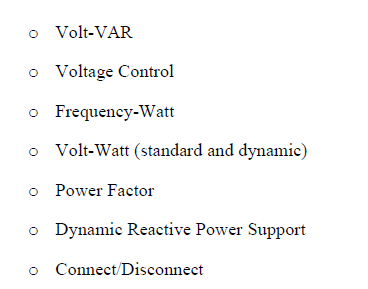 o Volt-VAR
o Voltage Control
o Frequency-Watt
o Volt-Watt (standard and dynamic)
o Power Factor
o Dynamic Reactive Power Support
o Connect/Disconnect